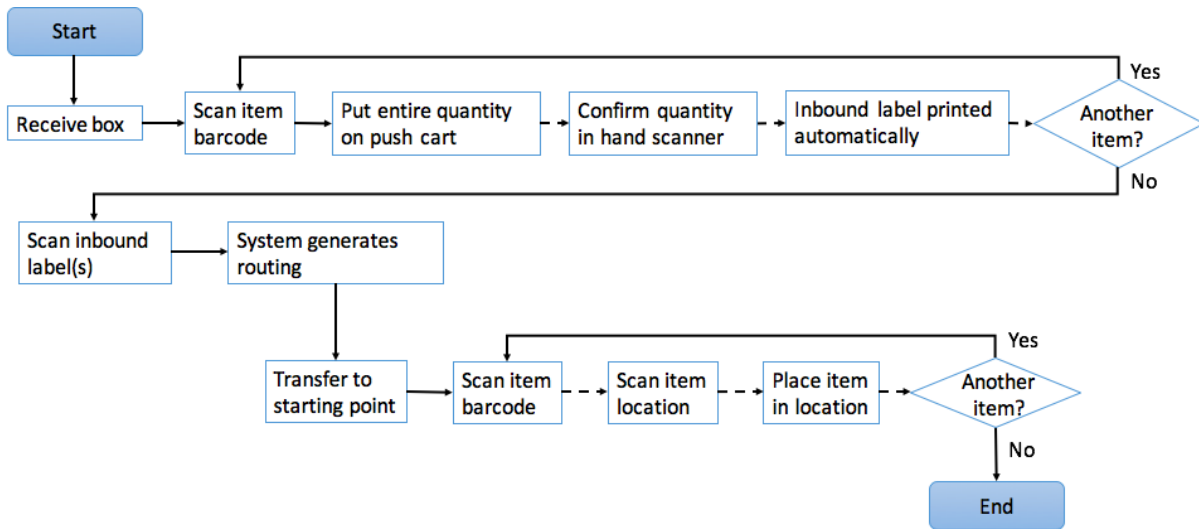 Start
Receive box
Scan item
barcode
Put entire quantity
on push cart
Confirm quantity
in hand scanner
Inbound label printed
automatically
Another
item?
Yes
No
Scan inbound
label(s)
System generates
routing
Transfer to
starting point
Scan item
barcode
Scan item
location
Place item
in location
Another
item?
Yes
No
End